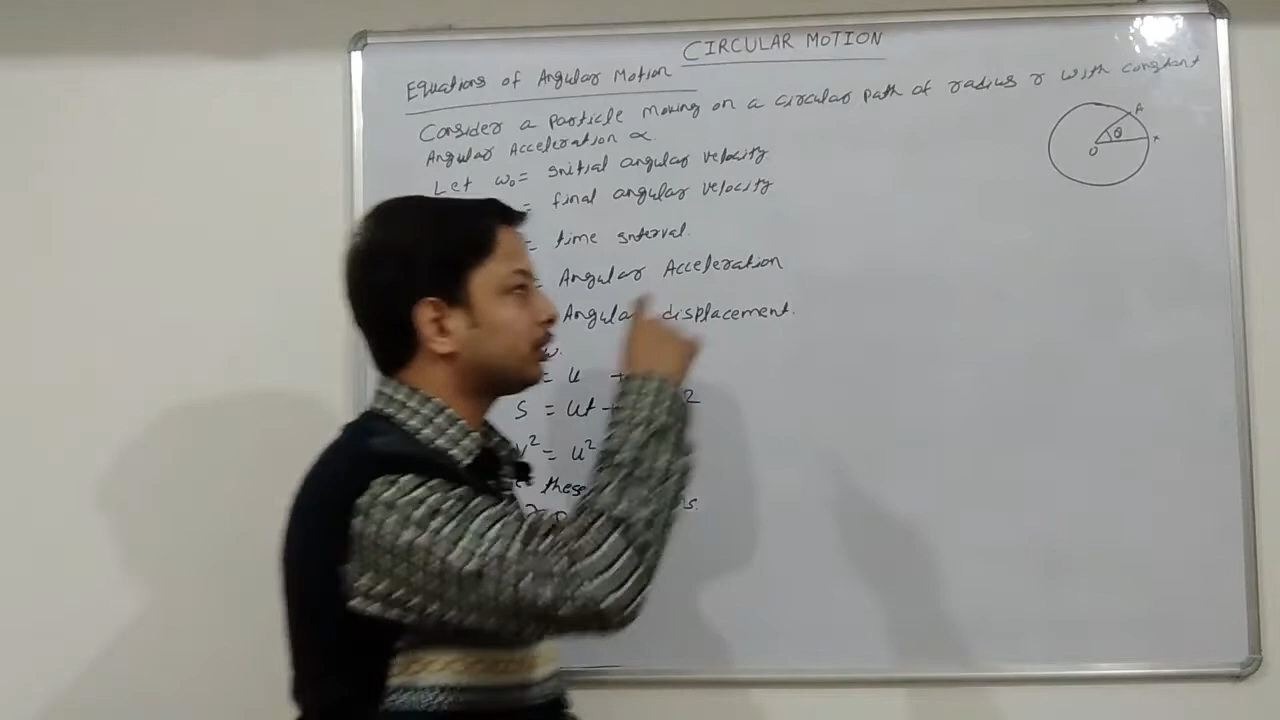 CIRCULAR MOTION
Equations of Angular Motion
Consider a particle moving on a circular path of radius r with constant
Angular Acceleration α.
Let ω₀ = Initial angular velocity
= final angular velocity
= time interval.
= Angular Acceleration
Angular displacement.
= u +
S = ut + 2
v² = u²
these
A
θ
O
x